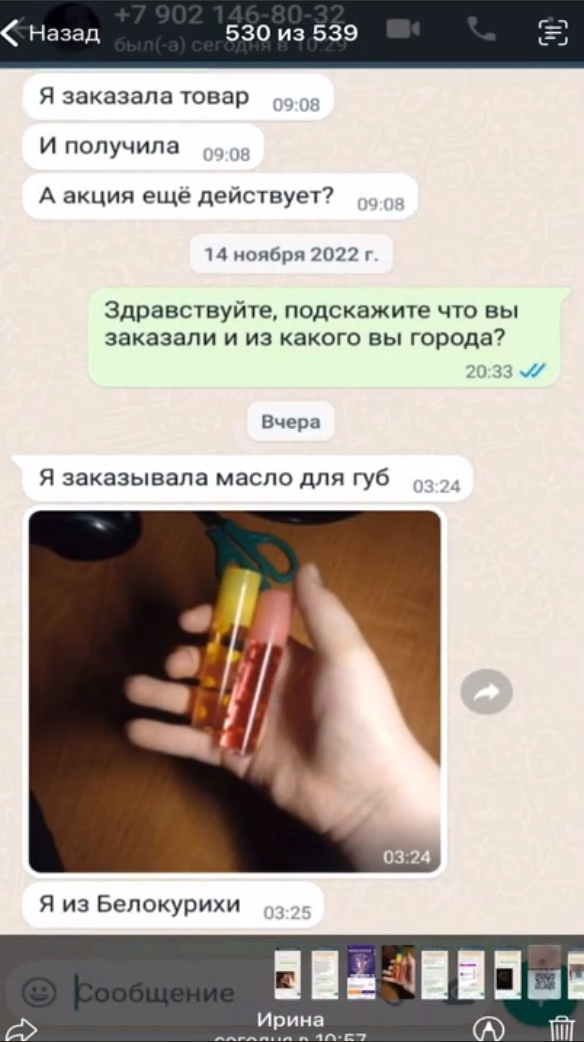 +7 902 146-80-32
Назад
530 из 539
был(-а) сегодня в 10:29
Я заказала товар 09:08
И получила 09:08
А акция ещё действует? 09:08
14 ноября 2022 г.
Здравствуйте, подскажите что вы
заказали и из какого вы города?
20:33
Вчера
Я заказывала масло для губ 03:24
03:24
Я из Белокурихи 03:25
Сообщение
Ирина
сегодня в 10:57